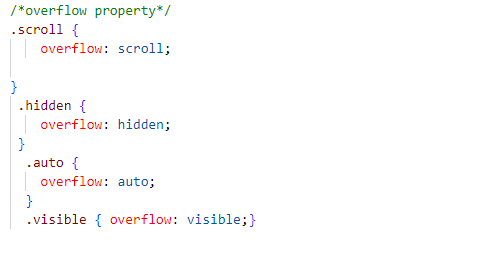 /*overflow property*/
.scroll {
overflow: scroll;
}
.hidden {
overflow: hidden;
}
.auto {
overflow: auto;
}
.visible { overflow: visible;}